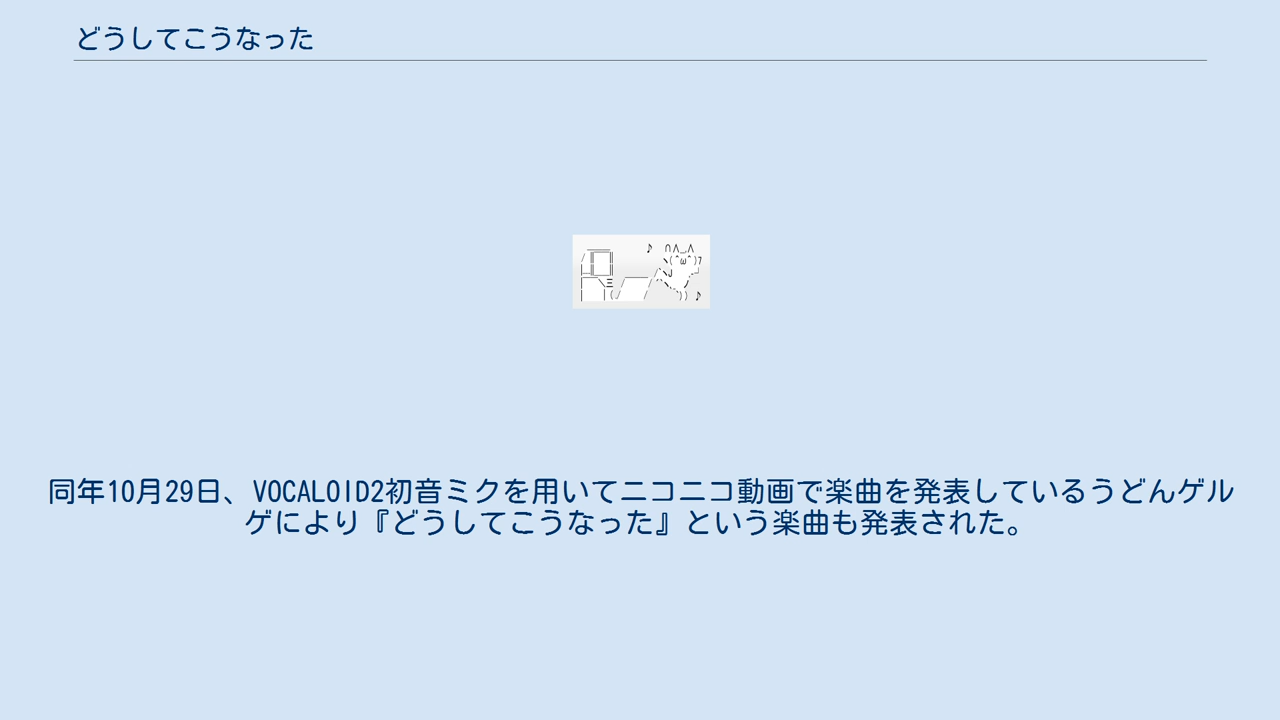 どうしてこうなった
同年10月29日、VOCALOID2初音ミクを用いてニコニコ動画で楽曲を発表しているうどんゲル
ゲにより『どうしてこうなった』という楽曲も発表された。